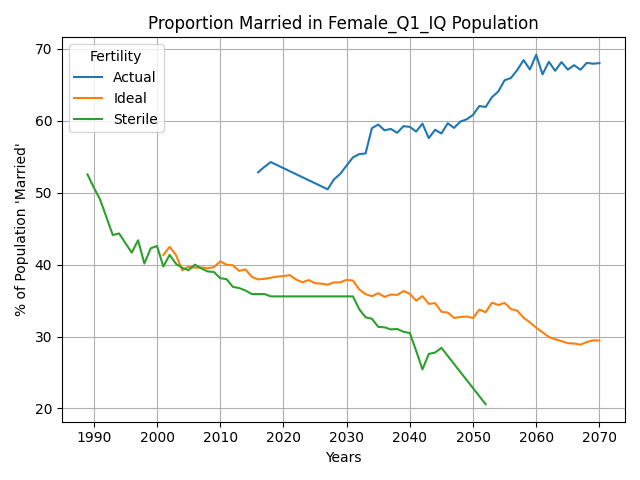 Proportion Married in Female_Q1_IQ Population
Fertility
Actual
Ideal
Sterile
% of Population 'Married'
70
60
50
40
30
20
1990
2000
2010
2020
2030
2040
2050
2060
2070
Years